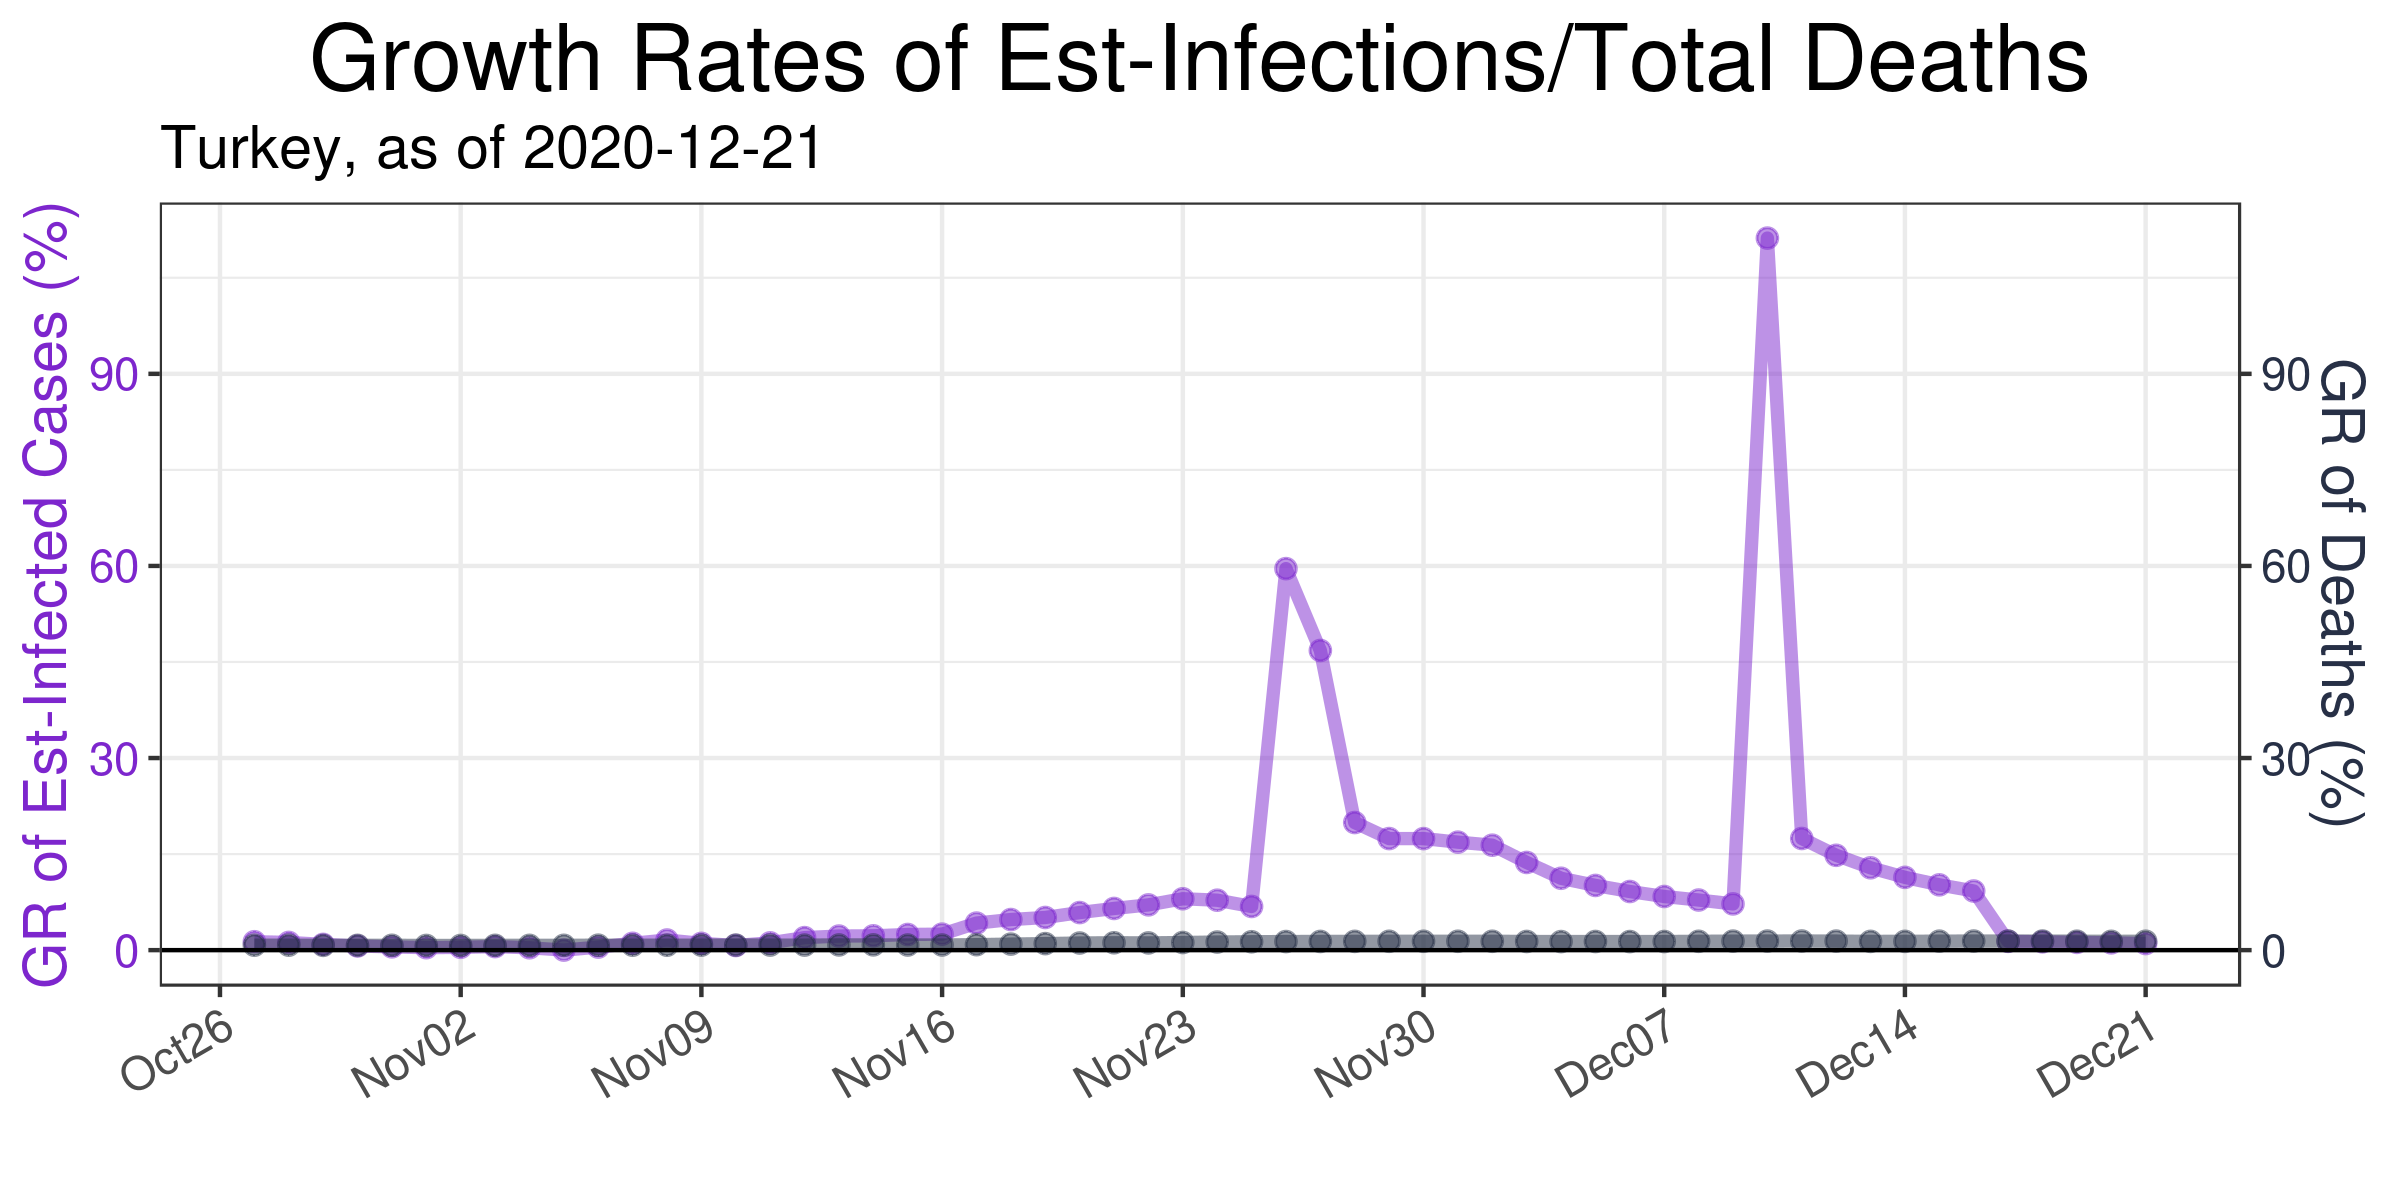 Growth Rates of Est-Infections/Total Deaths
Turkey, as of 2020-12-21
GR of Est-Infected Cases (%)
90
60
30
0
90
60
30
0
GR of Deaths (%)
Oct26
Nov02
Nov09
Nov16
Nov23
Nov30
Dec07
Dec14
Dec21